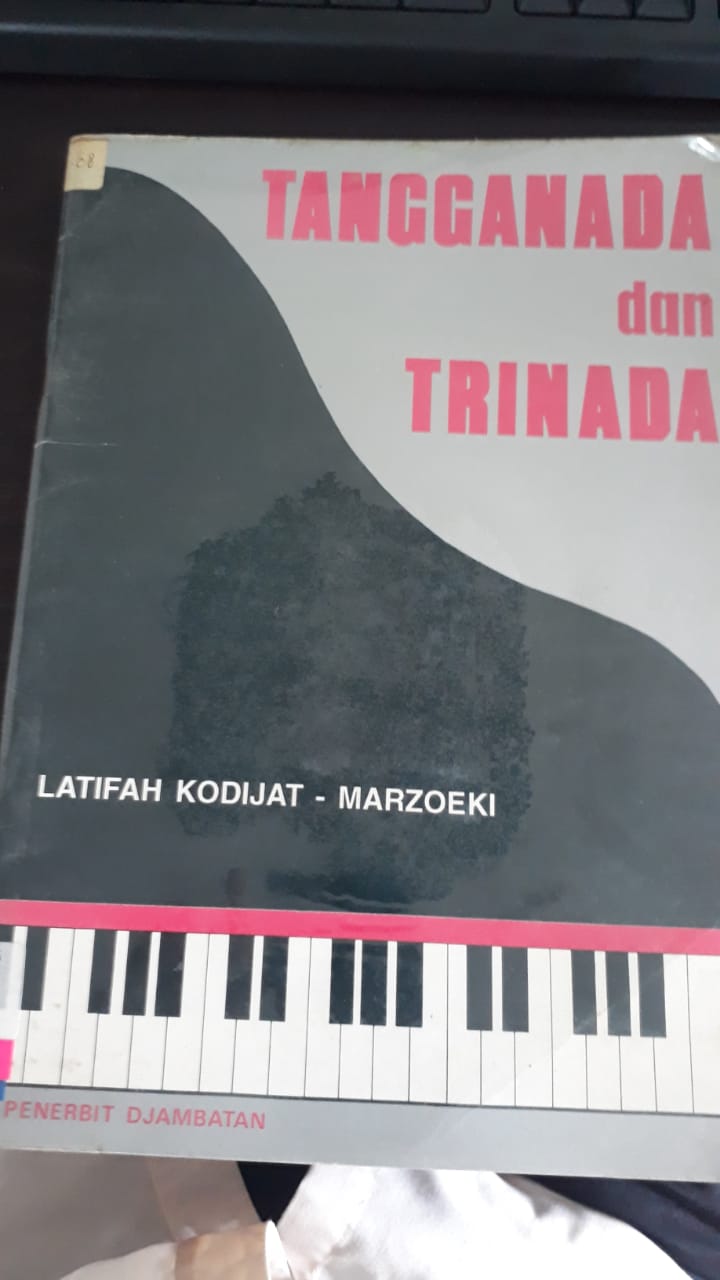 TANGGANADA
dan
TRINADA
LATIFAH KODIJAT - MARZOEKI
PENERBIT DJAMBATAN